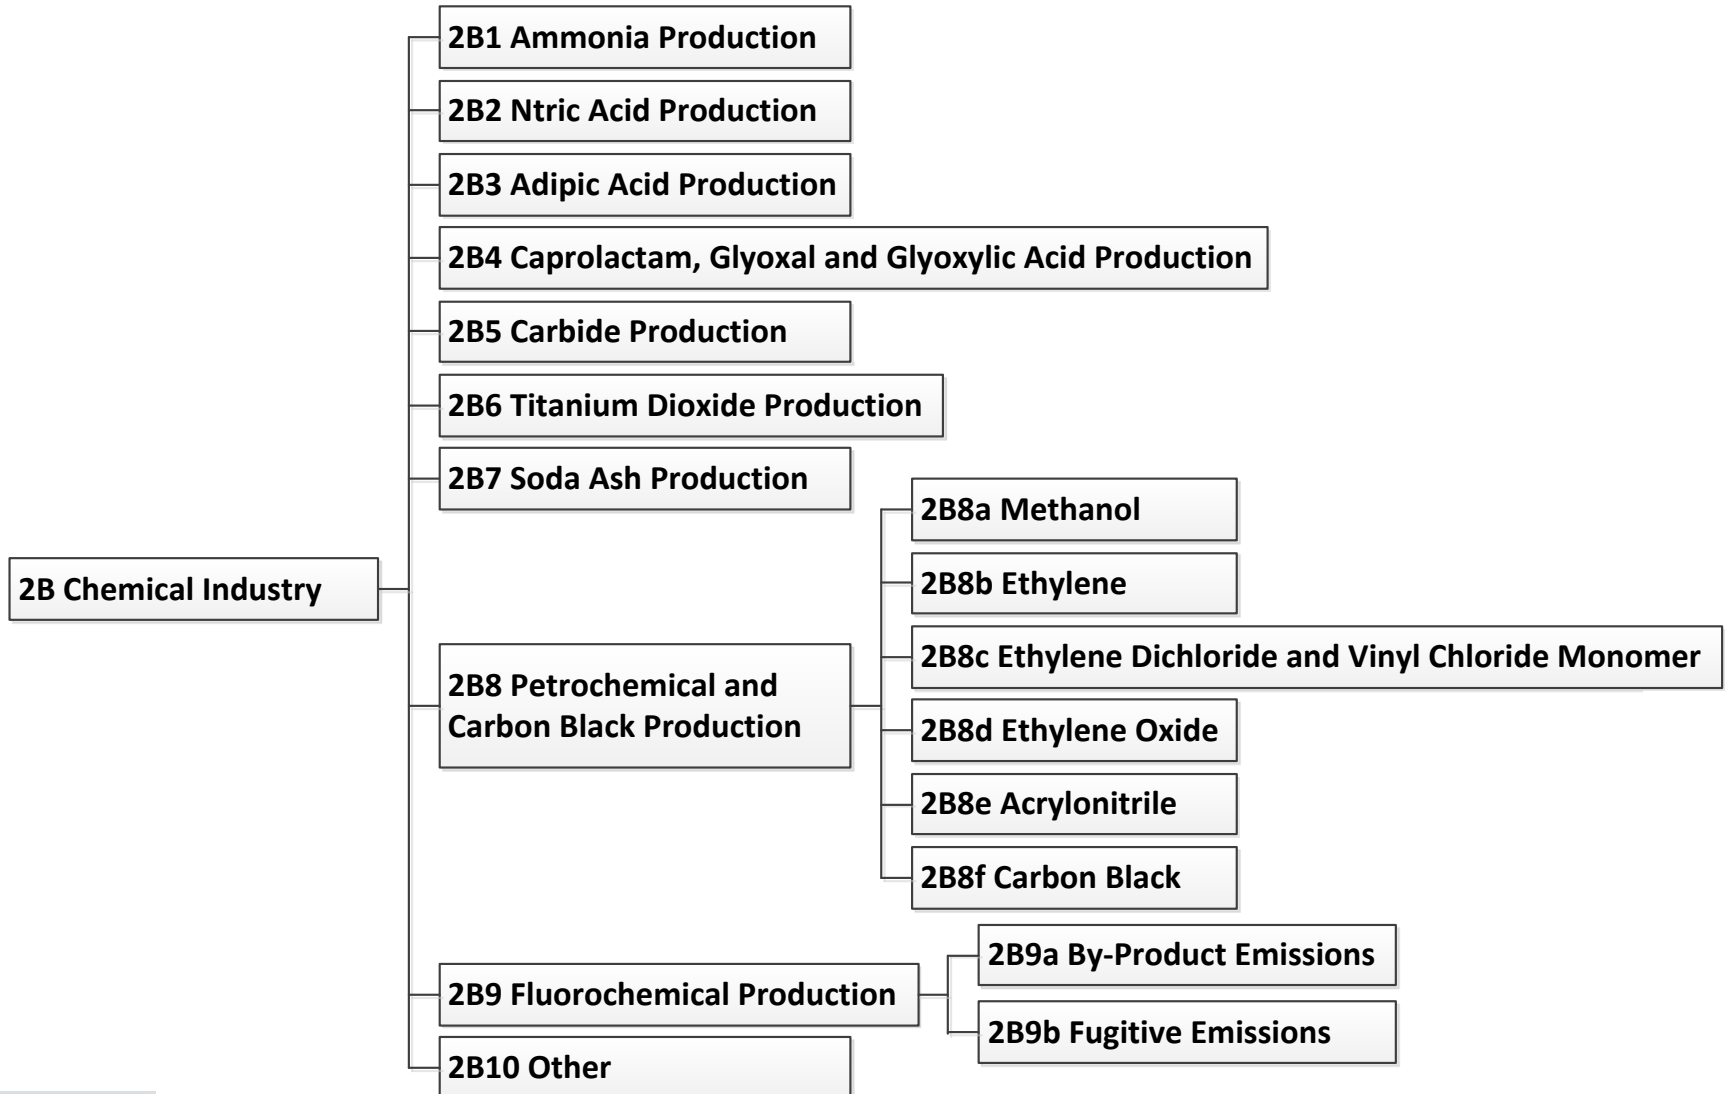 2B1 Ammonia Production
2B2 Ntric Acid Production
2B3 Adipic Acid Production
2B4 Caprolactam, Glyoxal and Glyoxylic Acid Production
2B5 Carbide Production
2B6 Titanium Dioxide Production
2B7 Soda Ash Production
2B Chemical Industry
2B8 Petrochemical and
Carbon Black Production
2B8a Methanol
2B8b Ethylene
2B8c Ethylene Dichloride and Vinyl Chloride Monomer
2B8d Ethylene Oxide
2B8e Acrylonitrile
2B8f Carbon Black
2B9 Fluorochemical Production
2B9a By-Product Emissions
2B9b Fugitive Emissions
2B10 Other